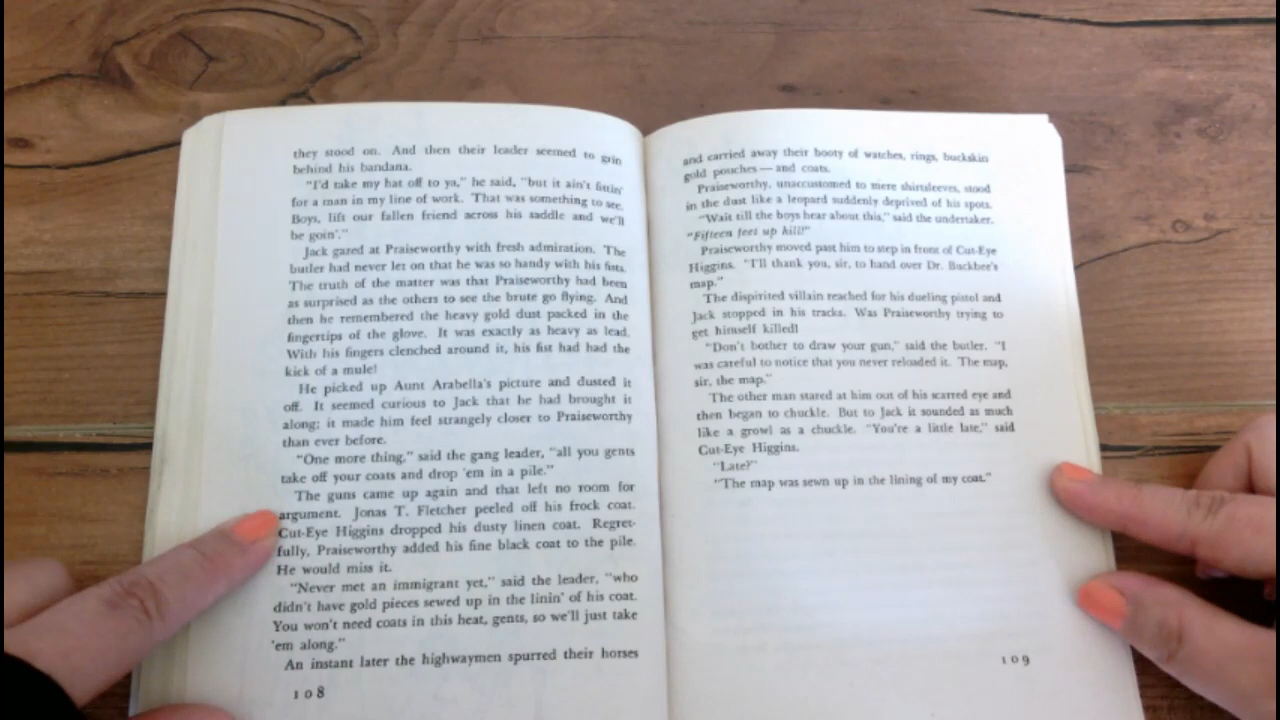 they stood on. And then their leader seemed to grin
behind his bandana.
"I'd take my hat off to ya," he said, "but it ain't fittin'
for a man in my line of work. That was something to see.
Boys, lift our fallen friend across his saddle and we'll
be goin'."
Jack gazed at Praiseworthy with fresh admiration. The
butler had never let on that he was so handy with his fists.
The truth of the matter was that Praiseworthy had been
as surprised as the others to see the brute go flying. And
then he remembered the heavy gold dust packed in the
fingertips of the glove. It was exactly as heavy as lead.
With his fingers clenched around it, his fist had had the
kick of a mule!
He picked up Aunt Arabella's picture and dusted it
off. It seemed curious to Jack that he had brought it
along; it made him feel strangely closer to Praiseworthy
than ever before.
"One more thing," said the gang leader, "all you gents
take off your coats and drop 'em in a pile."
The guns came up again and that left no room for
argument. Jonas T. Fletcher peeled off his frock coat.
Cut-Eye Higgins dropped his dusty linen coat. Regret-
fully, Praiseworthy added his fine black coat to the pile.
He would miss it.
"Never met an immigrant yet," said the leader, "who
didn't have gold pieces sewed up in the linin' of his coat.
You won't need coats in this heat, gents, so we'll just take
'em along."
An instant later the highwaymen spurred their horses
108
and carried away their booty of watches, rings, buckskin
gold pouches — and coats.
Praiseworthy, unaccustomed to mere shirtsleeves, stood
in the dust like a leopard suddenly deprived of his spots.
"Wait till the boys hear about this," said the undertaker.
"Fifteen feet up hill!"
Praiseworthy moved past him to step in front of Cut-Eye
Higgins. "I'll thank you, sir, to hand over Dr. Buckbee's
map."
The dispirited villain reached for his dueling pistol and
Jack stopped in his tracks. Was Praiseworthy trying to
get himself killed!
"Don't bother to draw your gun," said the butler. "I
was careful to notice that you never reloaded it. The map,
sir, the map."
The other man stared at him out of his scarred eye and
then began to chuckle. But to Jack it sounded as much
like a growl as a chuckle. "You're a little late," said
Cut-Eye Higgins.
"Late?"
"The map was sewn up in the lining of my coat."
109